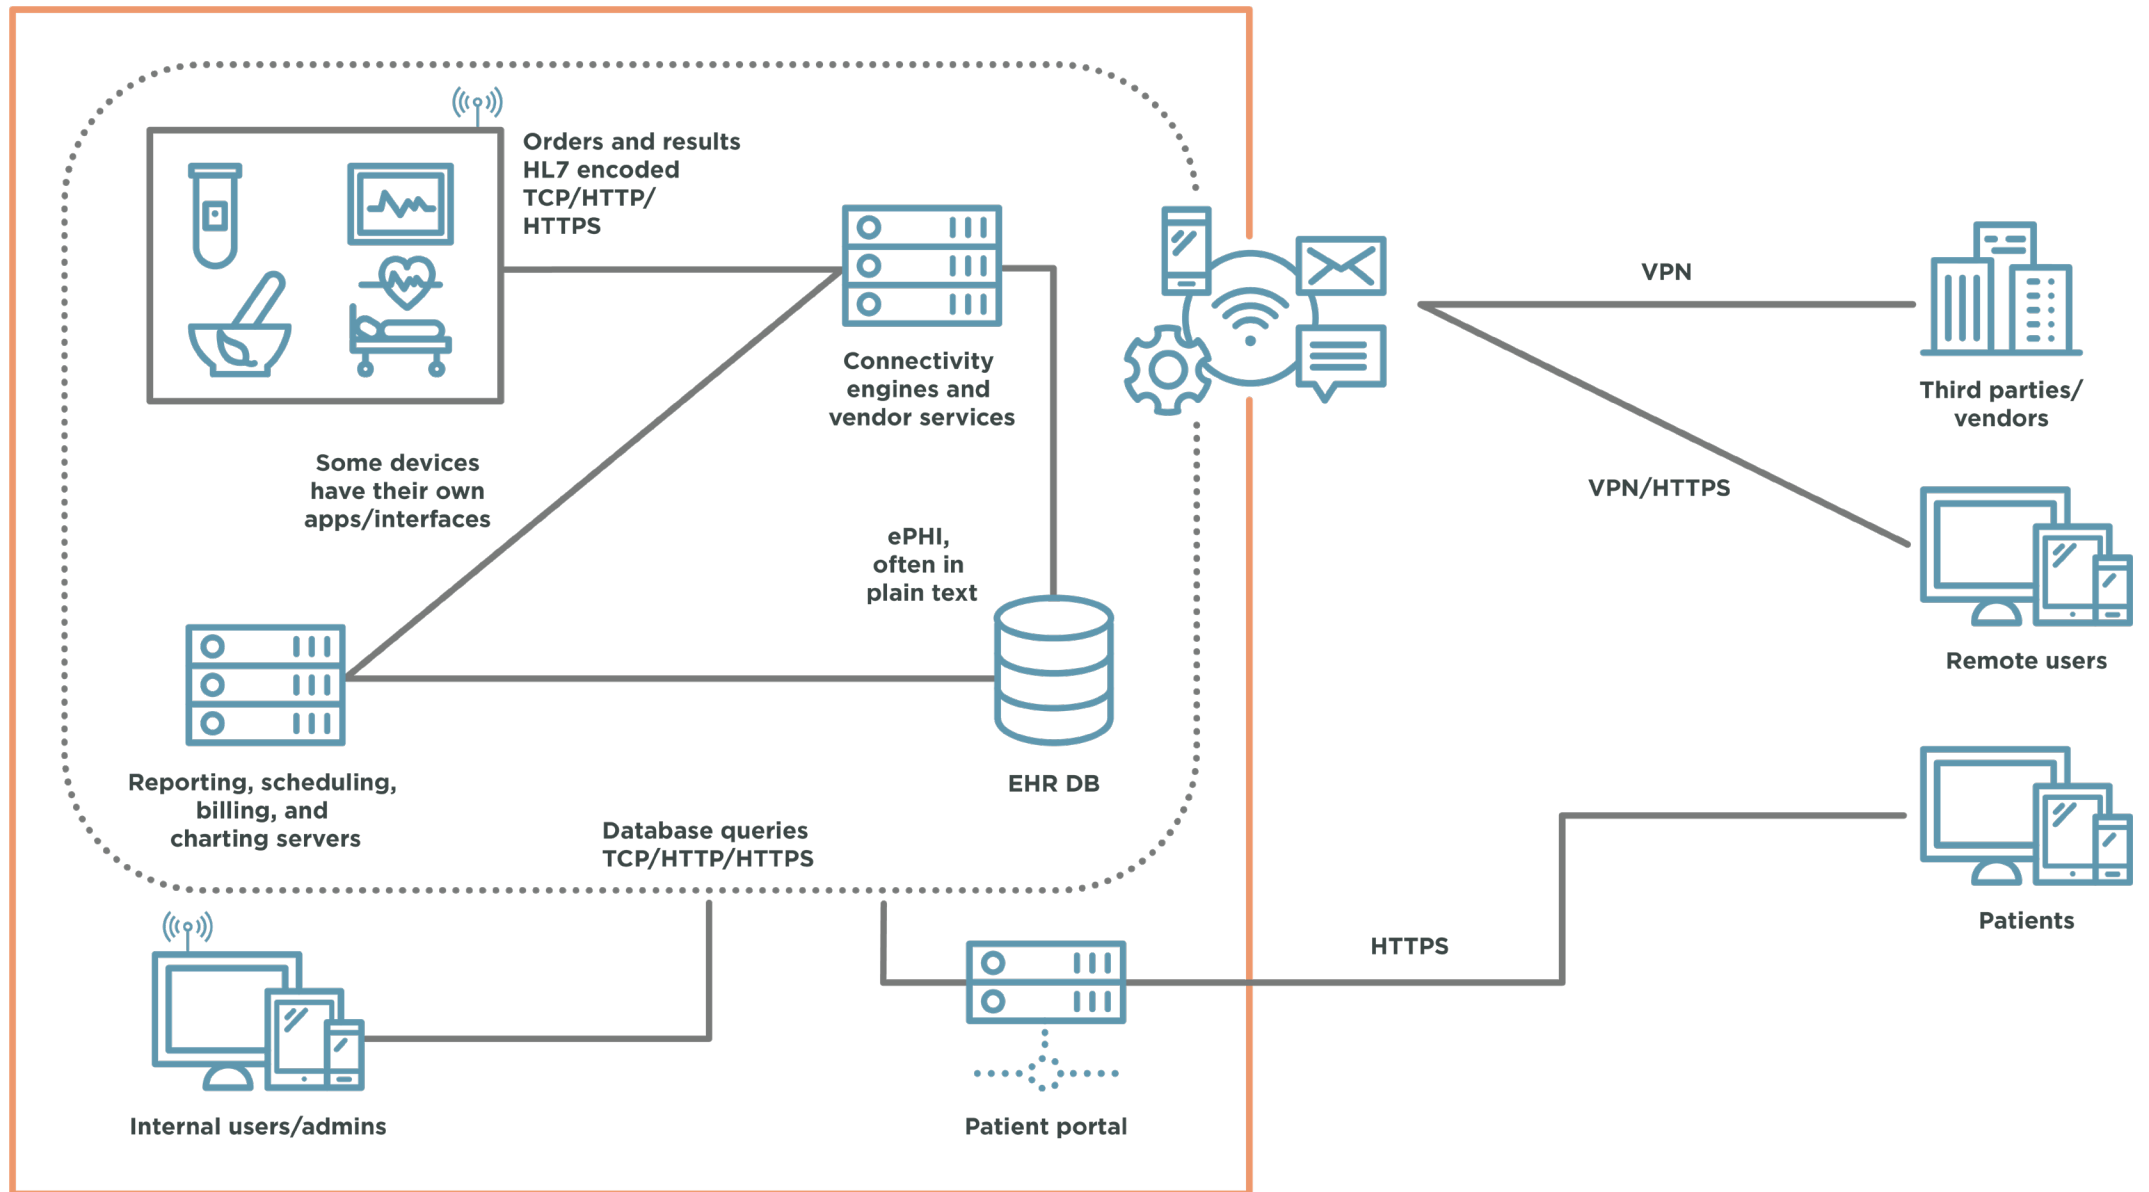 Orders and results
HL7 encoded
TCP/HTTP/
HTTPS
Connectivity
engines and
vendor services
Some devices
have their own
apps/interfaces
ePHI,
often in
plain text
Reporting, scheduling,
billing, and
charting servers
EHR DB
Database queries
TCP/HTTP/HTTPS
Internal users/admins
Patient portal
VPN
Third parties/
vendors
VPN/HTTPS
Remote users
Patients
HTTPS